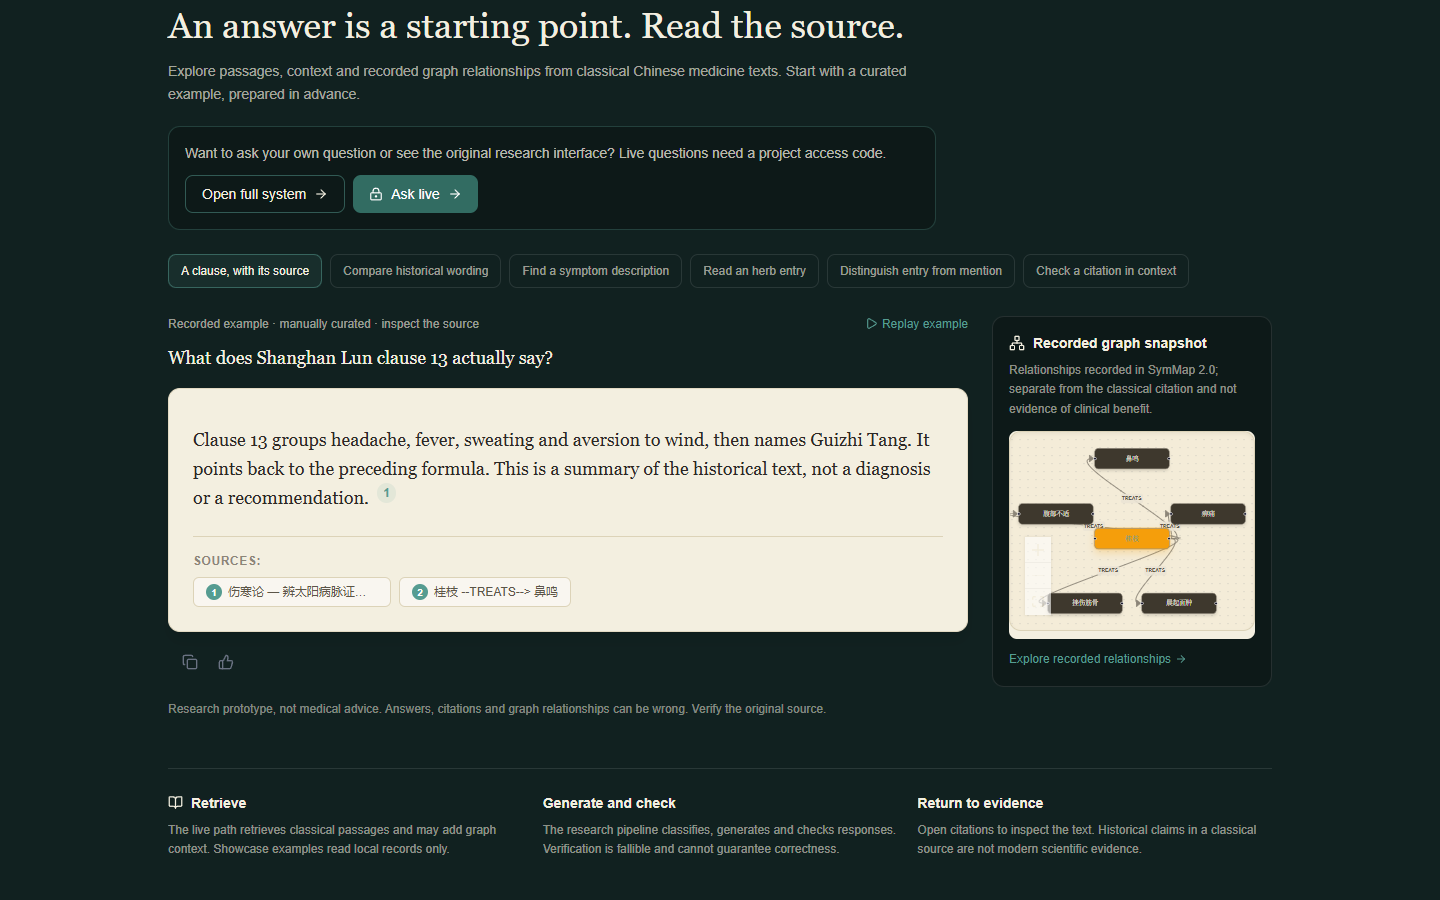 An answer is a starting point. Read the source.
Explore passages, context and recorded graph relationships from classical Chinese medicine texts. Start with a curated
example, prepared in advance.
Want to ask your own question or see the original research interface? Live questions need a project access code.
Open full system
Ask live
A clause, with its source
Compare historical wording
Find a symptom description
Read an herb entry
Distinguish entry from mention
Check a citation in context
Recorded example · manually curated · inspect the source
Replay example
What does Shanghan Lun clause 13 actually say?
Clause 13 groups headache, fever, sweating and aversion to wind, then names Guizhi Tang. It
points back to the preceding formula. This is a summary of the historical text, not a diagnosis
or a recommendation. 1
SOURCES:
1 伤寒论 — 辨太阳病脉证…
2 桂枝 --TREATS--> 鼻鸣
Research prototype, not medical advice. Answers, citations and graph relationships can be wrong. Verify the original source.
Recorded graph snapshot
Relationships recorded in SymMap 2.0;
separate from the classical citation and not
evidence of clinical benefit.
鼻鸣
TREATS
TREATS
TREATS
TREATS
TREATS
Explore recorded relationships
Retrieve
The live path retrieves classical passages and may add graph
context. Showcase examples read local records only.
Generate and check
The research pipeline classifies, generates and checks responses.
Verification is fallible and cannot guarantee correctness.
Return to evidence
Open citations to inspect the text. Historical claims in a classical
source are not modern scientific evidence.